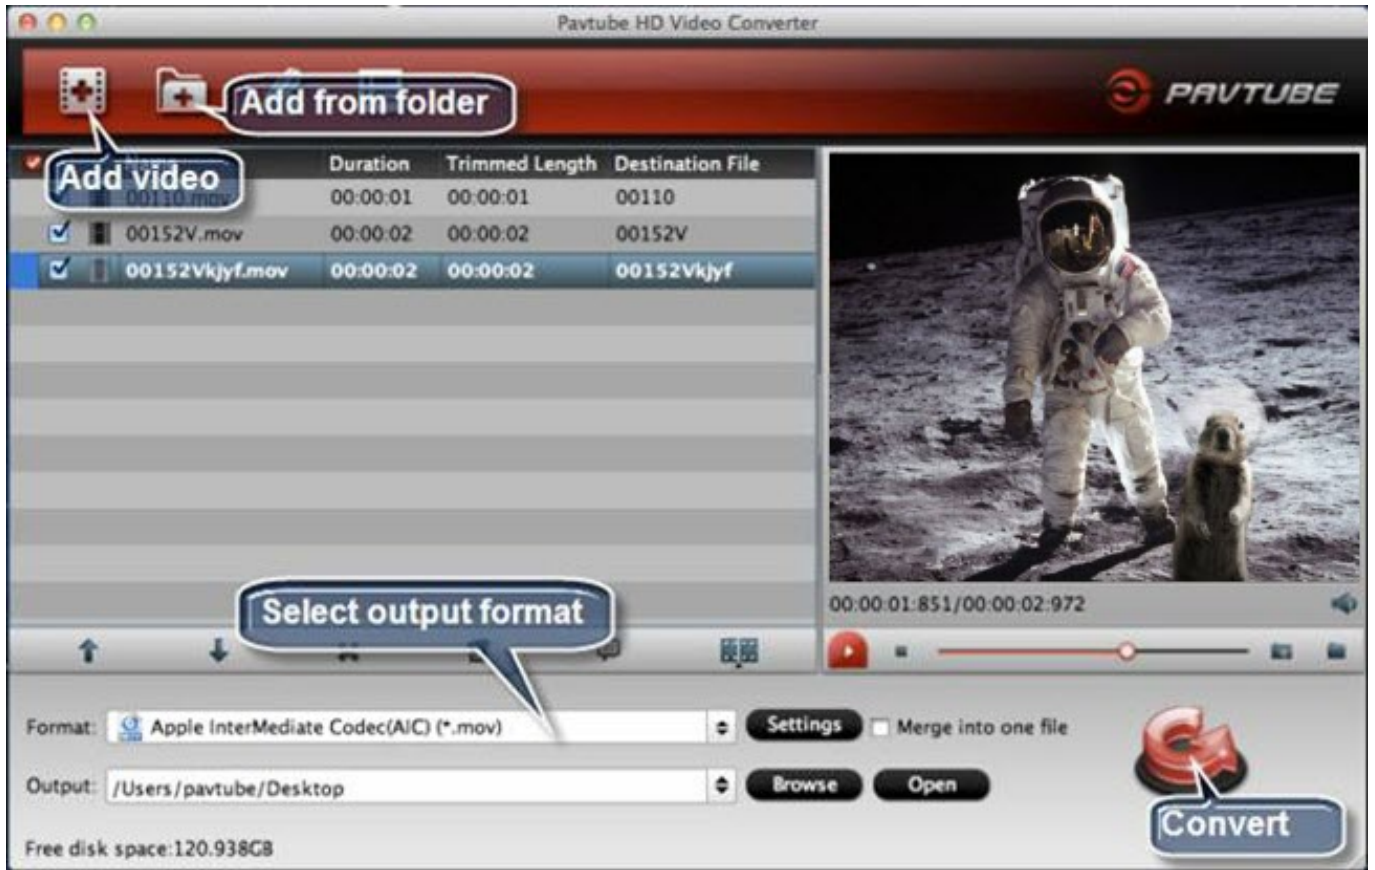 Pavtube HD Video Converter
Add from folder
PAVTUBE
Add video
Duration Trimmed Length Destination File
00110.mov 00:00:01 00:00:01 00110
00152V.mov 00:00:02 00:00:02 00152V
00152Vkjyf.mov 00:00:02 00:00:02 00152Vkjyf
00:00:01:851/00:00:02:972
Select output format
Format: Apple InterMediate Codec(AIC) (*.mov) Settings Merge into one file
Output: /Users/pavtube/Desktop Browse Open
Convert
Free disk space:120.938GB